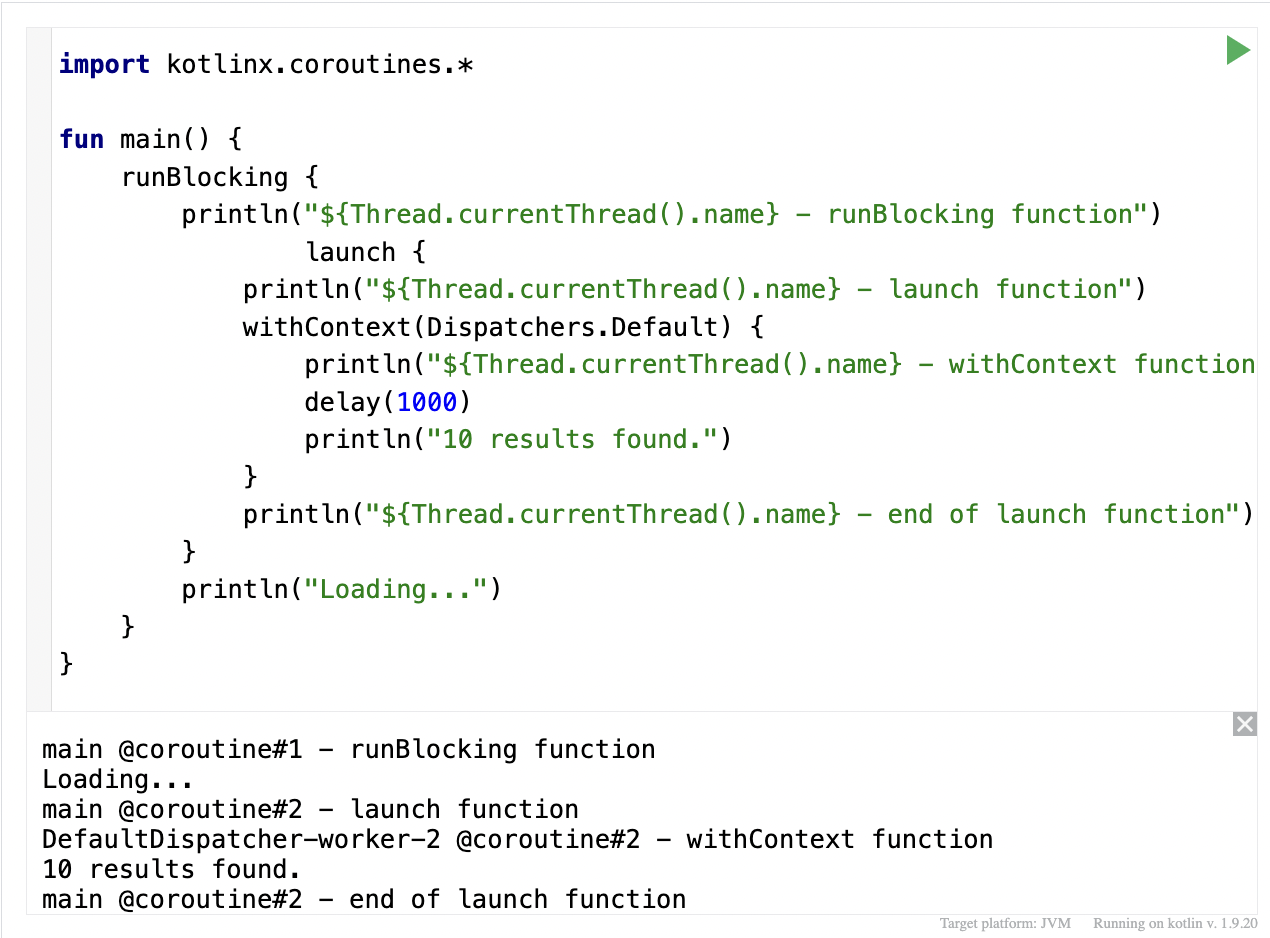 import kotlinx.coroutines.*
fun main() {
    runBlocking {
        println("${Thread.currentThread().name} - runBlocking function")
                launch {
            println("${Thread.currentThread().name} - launch function")
            withContext(Dispatchers.Default) {
                println("${Thread.currentThread().name} - withContext function
                delay(1000)
                println("10 results found.")
            }
            println("${Thread.currentThread().name} - end of launch function")
        }
        println("Loading...")
    }
}
main @coroutine#1 - runBlocking function
Loading...
main @coroutine#2 - launch function
DefaultDispatcher-worker-2 @coroutine#2 - withContext function
10 results found.
main @coroutine#2 - end of launch function
Target platform: JVM Running on kotlin v. 1.9.20